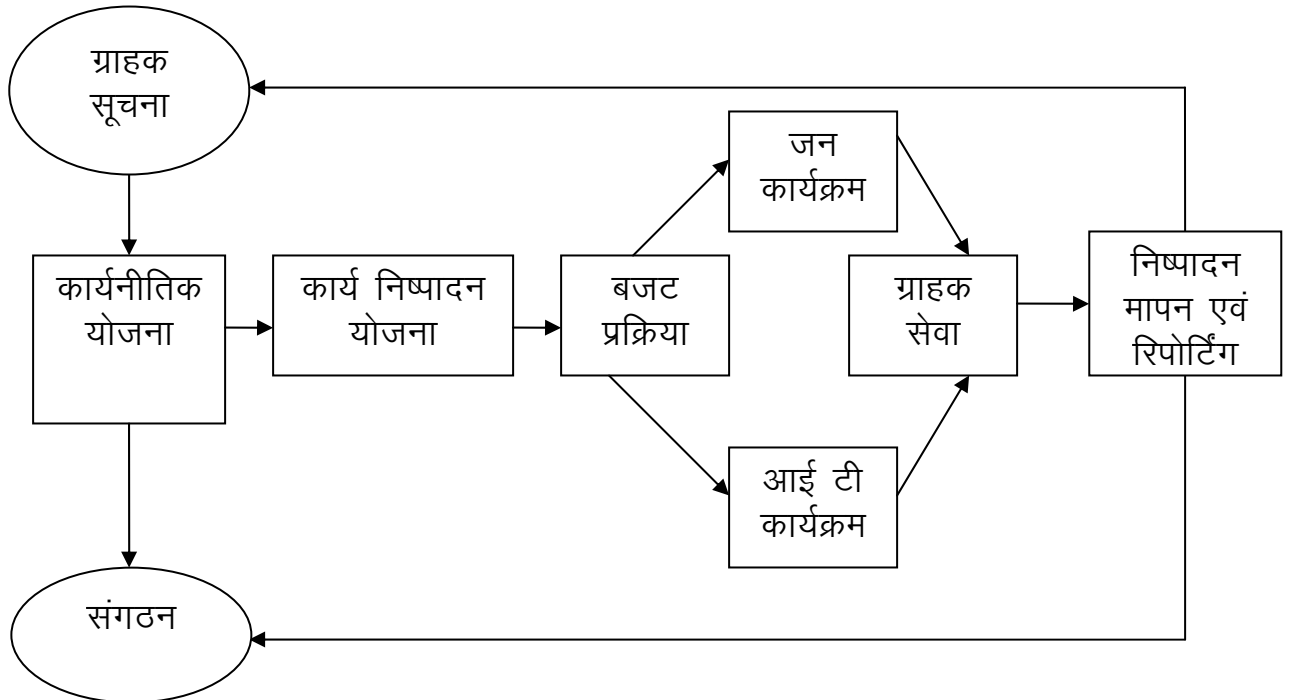 ग्राहक
सूचना
जन
कार्यक्रम
कार्यनीतिक
योजना
कार्य निष्पादन
योजना
बजट
प्रक्रिया
ग्राहक
सेवा
निष्पादन
मापन एवं
रिपोर्टिंग
आई टी
कार्यक्रम
संगठन